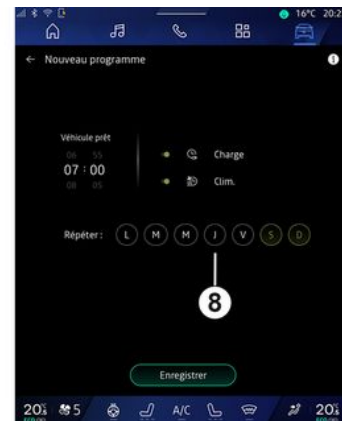 16°C 20:2
← Nouveau programme
Véhicule prêt
06 55
07 : 00
08 05
Charge
Clim.
Répéter : L M M J V S D
8
Enregistrer
20 5 A/C 20